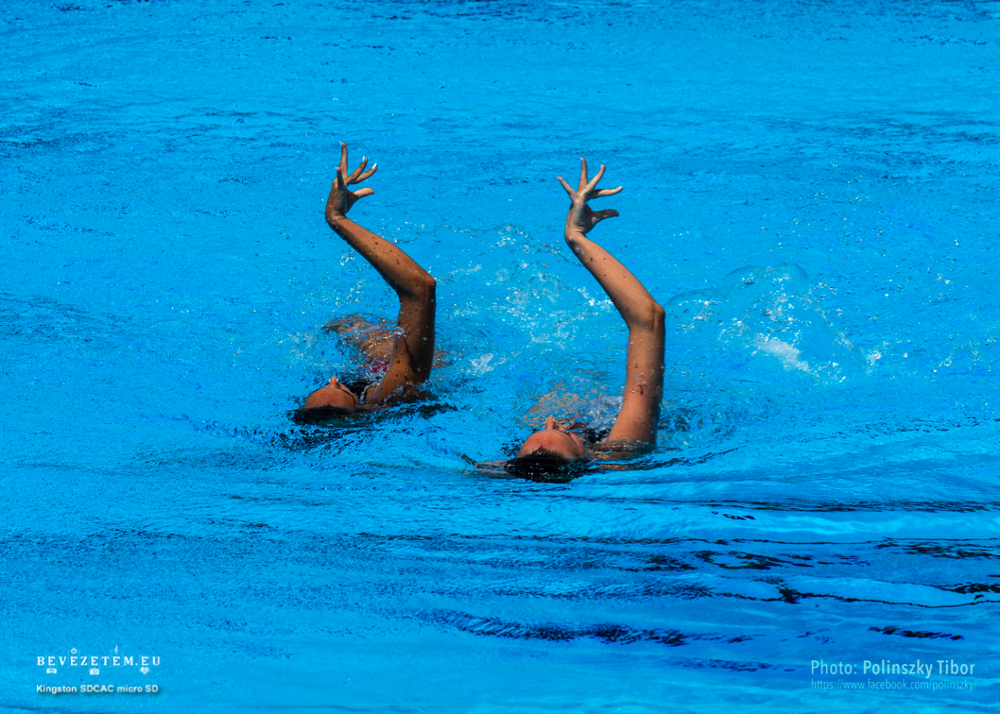 BEVEZETEM.EU
Kingston SDCAC micro SD
Photo: Polinszky Tibor
https://www.facebook.com/polinszky/